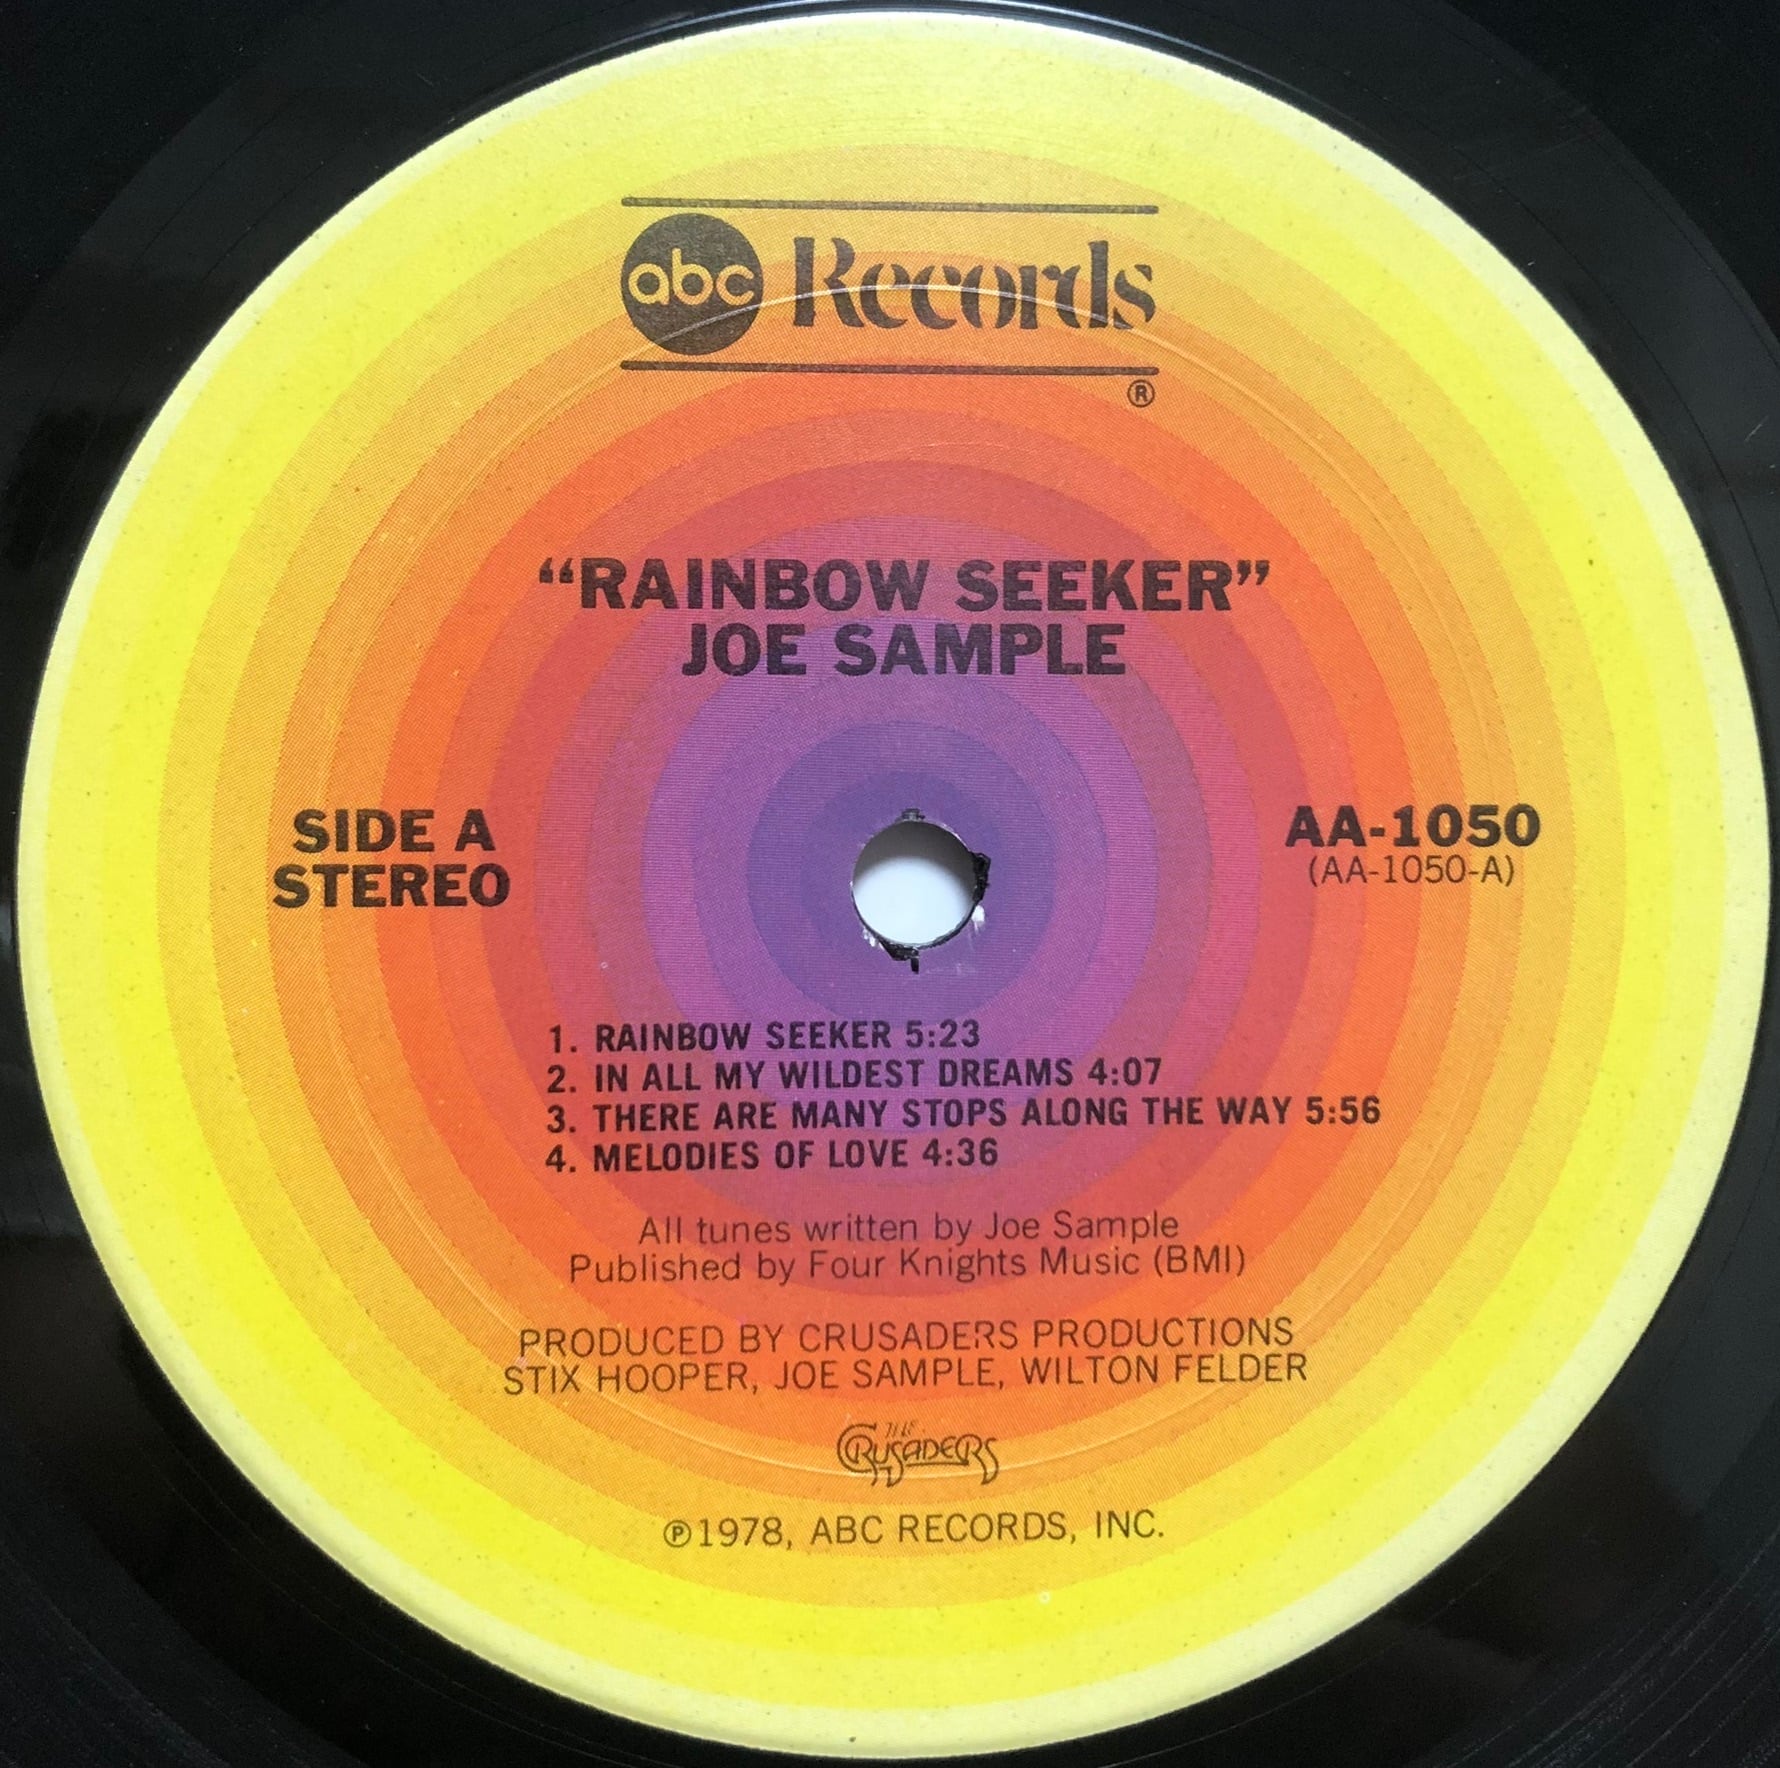 abc Records
®
“RAINBOW SEEKER”
JOE SAMPLE
SIDE A
STEREO
AA-1050
(AA-1050-A)
1. RAINBOW SEEKER 5:23
2. IN ALL MY WILDEST DREAMS 4:07
3. THERE ARE MANY STOPS ALONG THE WAY 5:56
4. MELODIES OF LOVE 4:36
All tunes written by Joe Sample
Published by Four Knights Music (BMI)
PRODUCED BY CRUSADERS PRODUCTIONS
STIX HOOPER, JOE SAMPLE, WILTON FELDER
THE
CRUSADERS
℗1978, ABC RECORDS, INC.